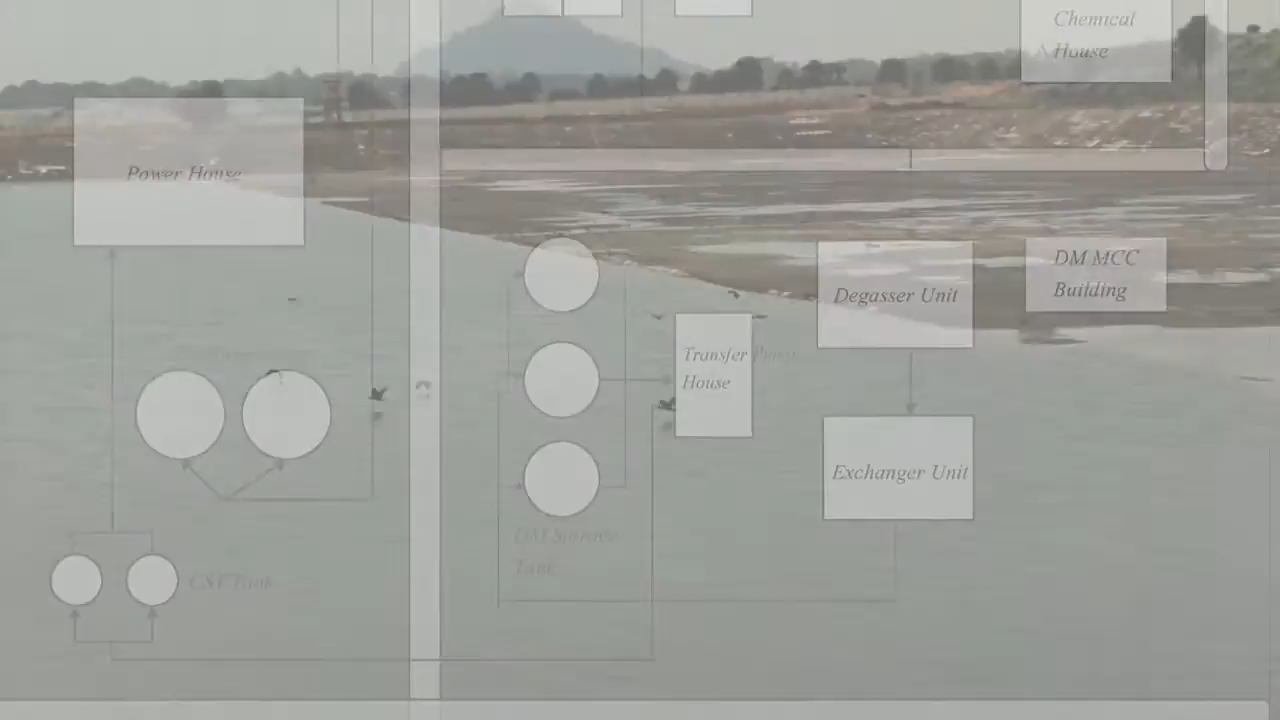 Chemical
House
Power House
DM MCC
Building
Degasser Unit
Transfer Pump
House
Exchanger Unit
DM Storage
Tank
CST Tank